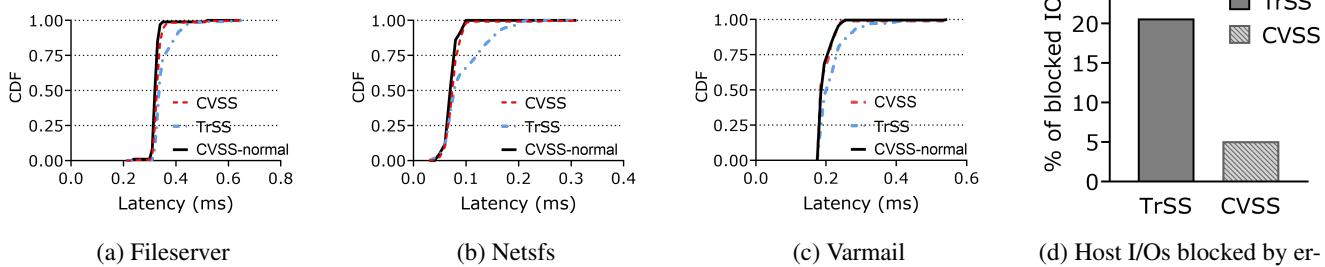 CDF
1.00
0.75
0.50
0.25
0.00
CVSS
TrSS
CVSS-normal
0.0 0.2 0.4 0.6 0.8
Latency (ms)
(a) Fileserver
CDF
1.00
0.75
0.50
0.25
0.00
CVSS
TrSS
CVSS-normal
0.0 0.1 0.2 0.3 0.4
Latency (ms)
(b) Netsfs
CDF
1.00
0.75
0.50
0.25
0.00
CVSS
TrSS
CVSS-normal
0.0 0.2 0.4 0.6
Latency (ms)
(c) Varmail
% of blocked IO
20
15
10
5
0
TrSS
CVSS
TrSS CVSS
(d) Host I/Os blocked by er-